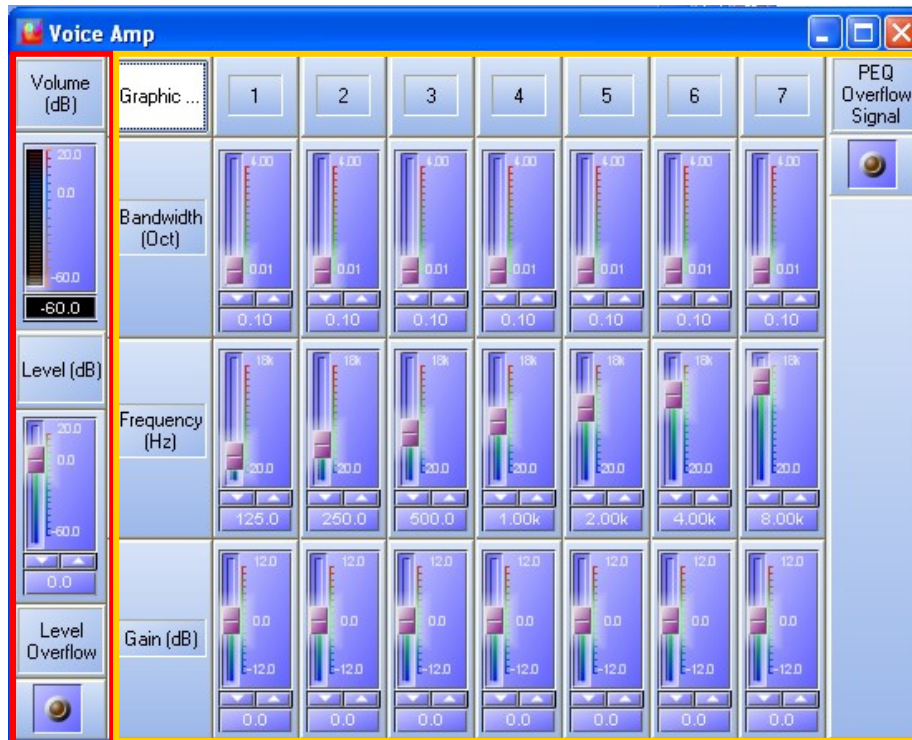 Voice Amp
Volume
(dB)
Graphic ...
1
2
3
4
5
6
7
PEQ
Overflow
Signal
20.0
0.0
-60.0
-60.0
Bandwidth
(Oct)
4.00
4.00
4.00
4.00
4.00
4.00
4.00
0.01
0.01
0.01
0.01
0.01
0.01
0.01
0.10
0.10
0.10
0.10
0.10
0.10
0.10
Level (dB)
20.0
0.0
-60.0
0.0
Frequency
(Hz)
18k
18k
18k
18k
18k
18k
18k
20.0
20.0
20.0
20.0
20.0
20.0
20.0
125.0
250.0
500.0
1.00k
2.00k
4.00k
8.00k
Level
Overflow
Gain (dB)
12.0
12.0
12.0
12.0
12.0
12.0
12.0
0.0
0.0
0.0
0.0
0.0
0.0
0.0
-12.0
-12.0
-12.0
-12.0
-12.0
-12.0
-12.0
0.0
0.0
0.0
0.0
0.0
0.0
0.0